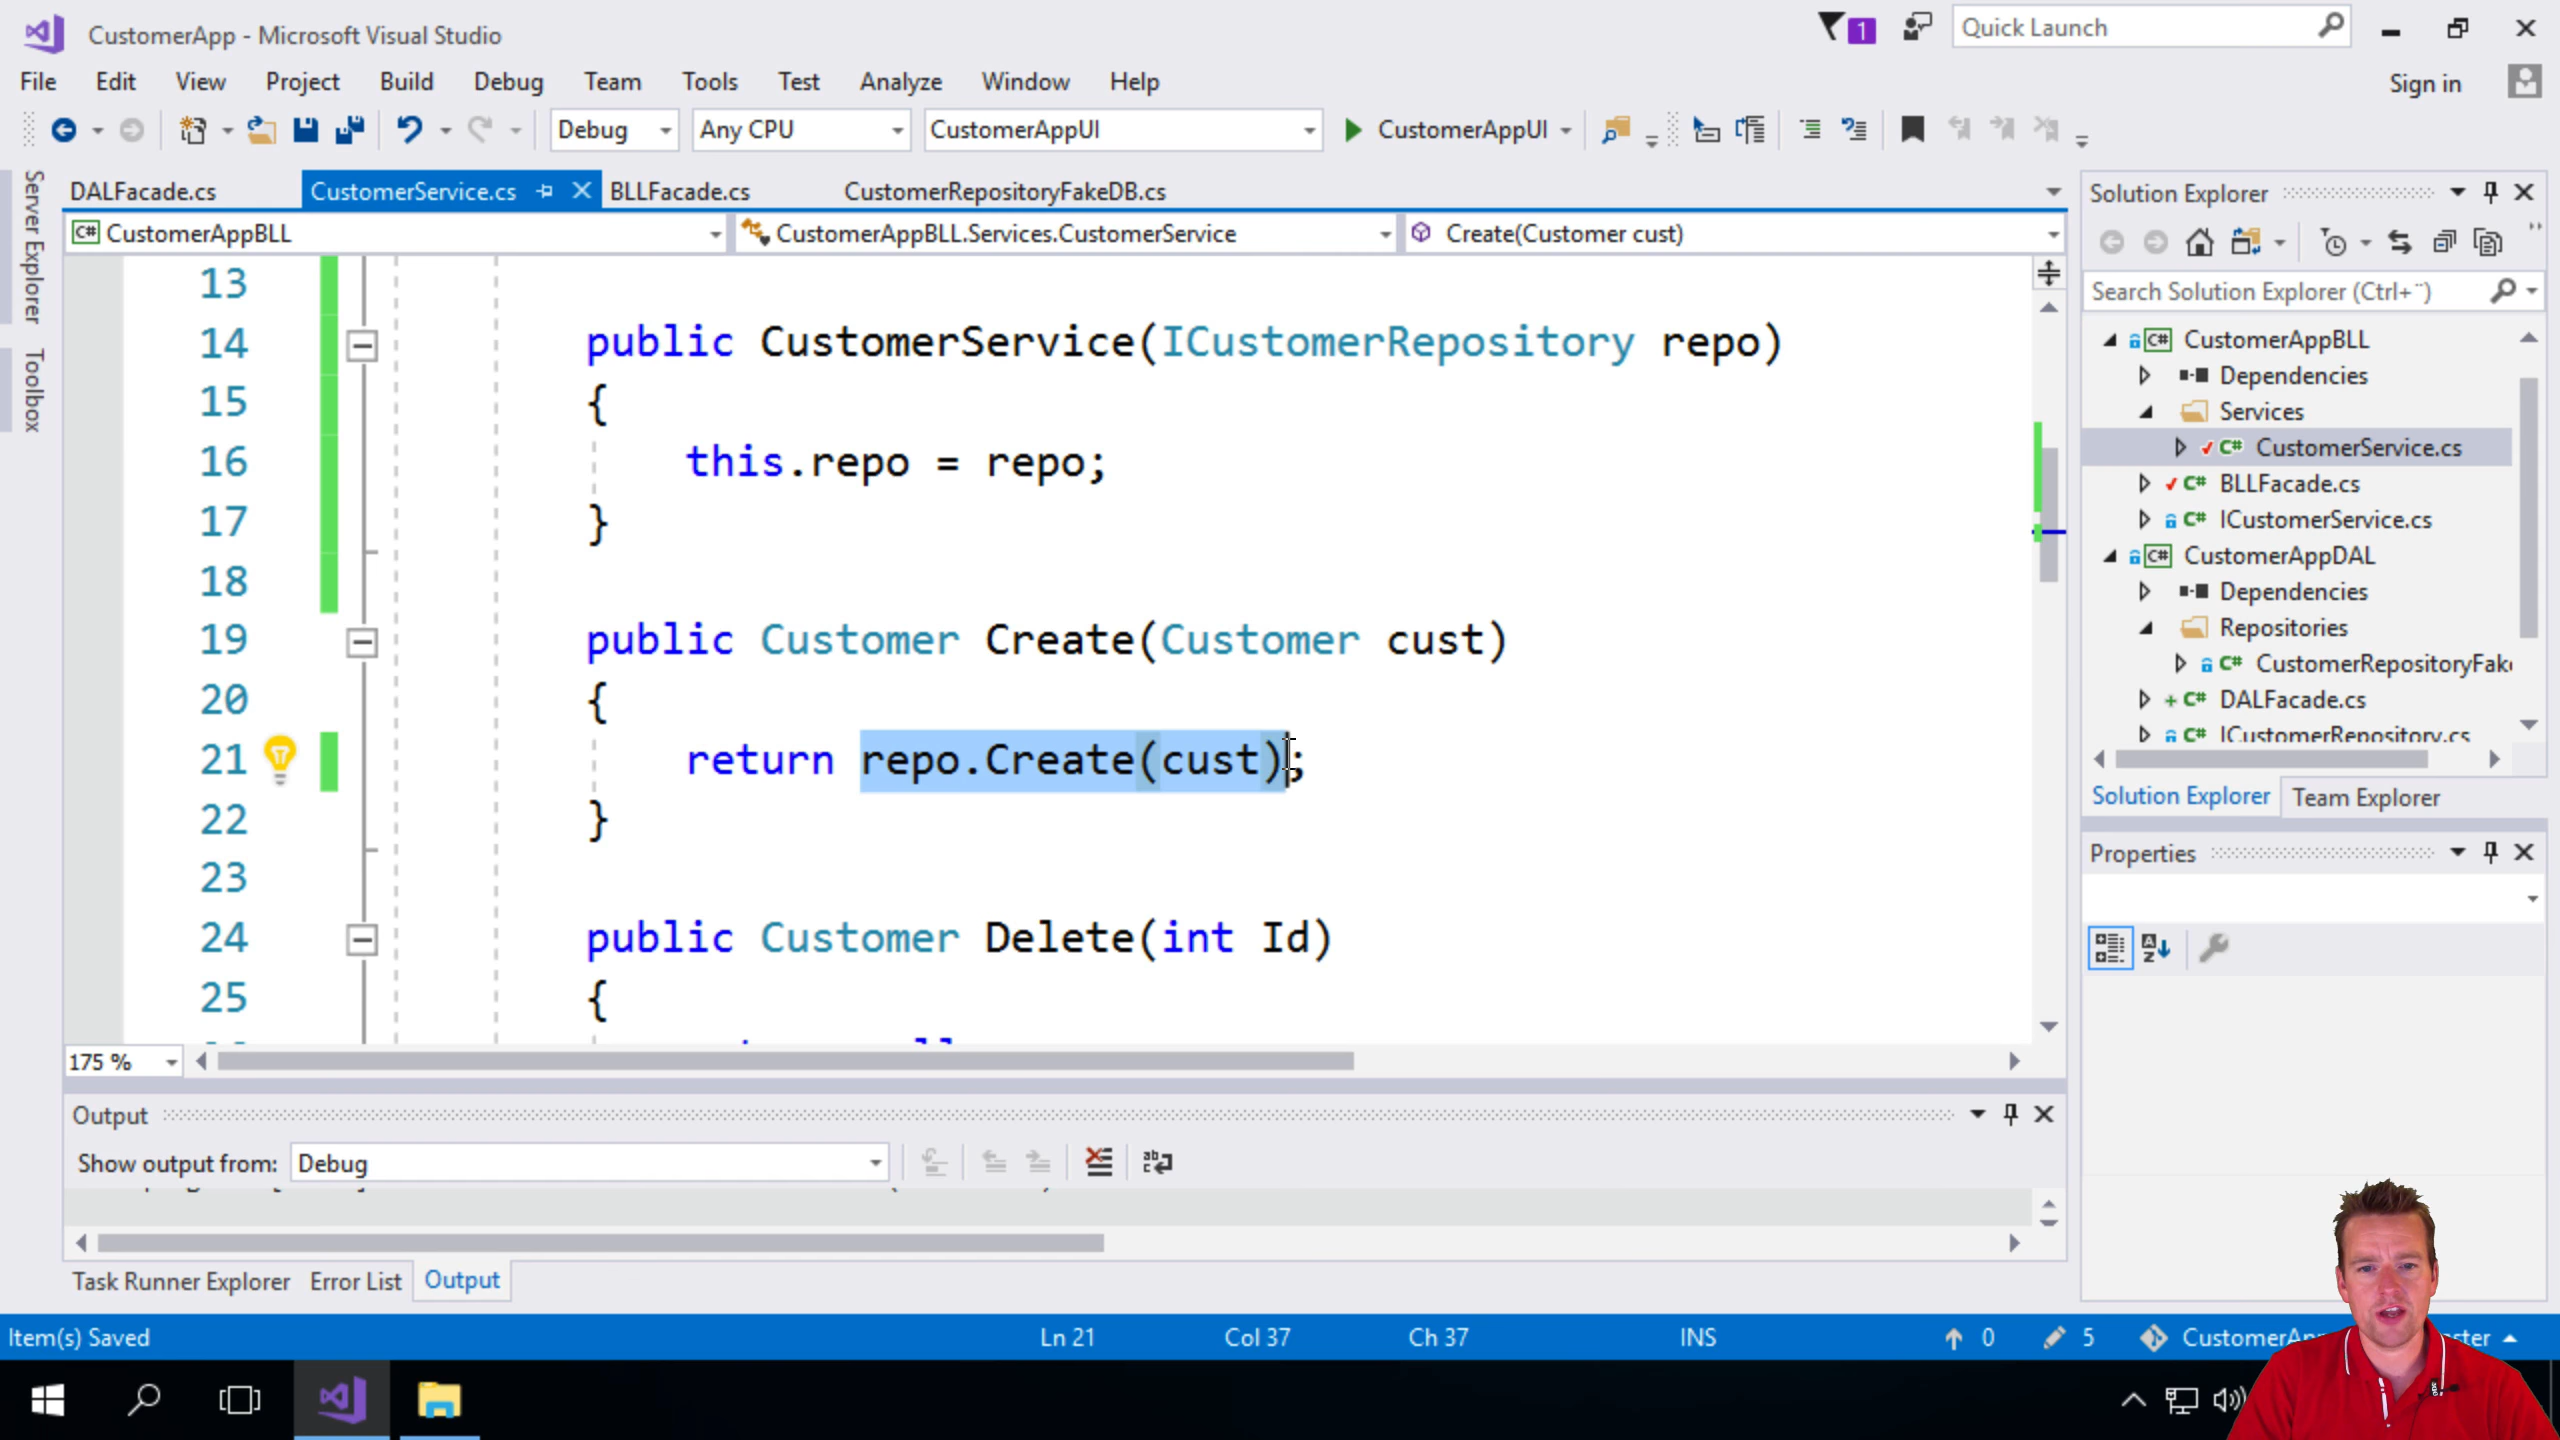 CustomerApp - Microsoft Visual Studio
1
Quick Launch
File Edit View Project Build Debug Team Tools Test Analyze Window Help
Sign in
Debug
Any CPU
CustomerAppUI
CustomerAppUI
Server Explorer
Toolbox
DALFacade.cs
CustomerService.cs
BLLFacade.cs
CustomerRepositoryFakeDB.cs
C# CustomerAppBLL
CustomerAppBLL.Services.CustomerService
Create(Customer cust)
13
14 public CustomerService(ICustomerRepository repo)
15 {
16 this.repo = repo;
17 }
18
19 public Customer Create(Customer cust)
20 {
21 return repo.Create(cust);
22 }
23
24 public Customer Delete(int Id)
25 {
175 %
Output
Show output from: Debug
Task Runner Explorer Error List Output
Solution Explorer
Search Solution Explorer (Ctrl+¨)
C# CustomerAppBLL
Dependencies
Services
C# CustomerService.cs
C# BLLFacade.cs
C# ICustomerService.cs
C# CustomerAppDAL
Dependencies
Repositories
C# CustomerRepositoryFak
C# DALFacade.cs
C# ICustomerRepository.cs
Solution Explorer Team Explorer
Properties
Item(s) Saved
Ln 21
Col 37
Ch 37
INS
0
5